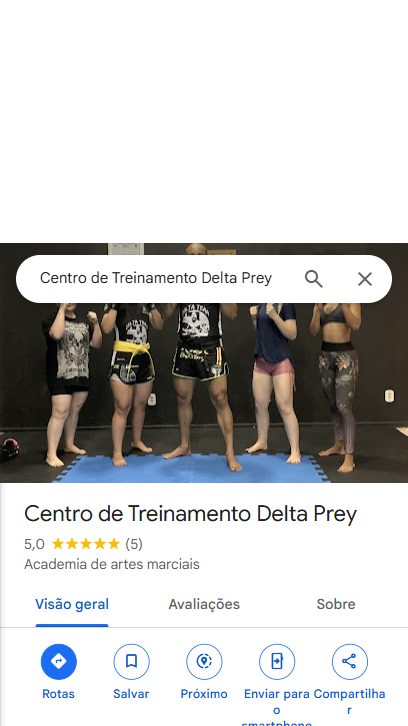 Centro de Treinamento Delta Prey
Centro de Treinamento Delta Prey
5,0 (5)
Academia de artes marciais
Visão geral
Avaliações
Sobre
Rotas
Salvar
Próximo
Enviar para
o
smartphone
Compartilha
r